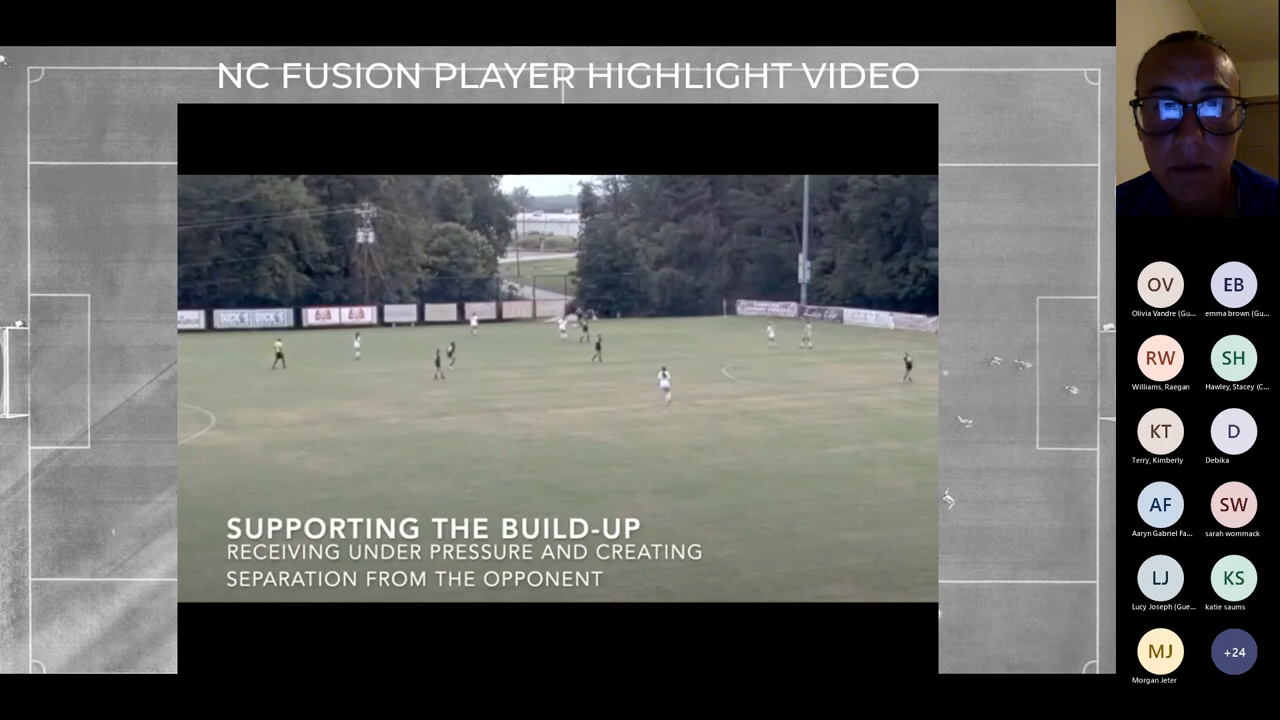 NC FUSION PLAYER HIGHLIGHT VIDEO
DICK'S DICK'S
SUPPORTING THE BUILD-UP
RECEIVING UNDER PRESSURE AND CREATING
SEPARATION FROM THE OPPONENT
OV
EB
Olivia Vandre (Gu...
emma brown (Gu...
RW
SH
Williams, Raegan
Hawley, Stacey (C...
KT
D
Terry, Kimberly
Debika
AF
SW
Aaryn Gabriel Fa...
sarah wommack
LJ
KS
Lucy Joseph (Gue...
katie saums
MJ
+24
Morgan Jeter